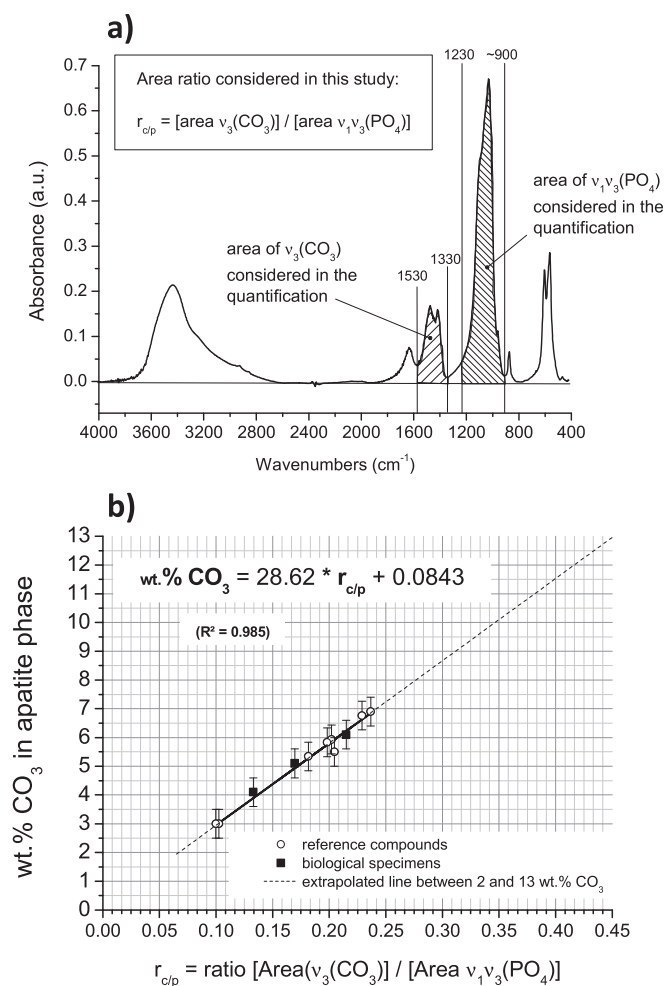 a)
1230 ~900
0.7
0.6
0.5
0.4
0.3
0.2
0.1
0.0
Absorbance (a.u.)
Area ratio considered in this study:
r_c/p = [area ν₃(CO₃)] / [area ν₁ν₃(PO₄)]
area of ν₁ν₃(PO₄)
considered in the
quantification
area of ν₃(CO₃)
considered in the
quantification
1530
1330
4000 3600 3200 2800 2400 2000 1600 1200 800 400
Wavenumbers (cm⁻¹)
b)
13
12
11
10
9
8
7
6
5
4
3
2
1
0
wt.% CO₃ in apatite phase
wt.% CO₃ = 28.62 * r_c/p + 0.0843
(R² = 0.985)
reference compounds
biological specimens
extrapolated line between 2 and 13 wt.% CO₃
0.00 0.05 0.10 0.15 0.20 0.25 0.30 0.35 0.40 0.45
r_c/p = ratio [Area(ν₃(CO₃)] / [Area ν₁ν₃(PO₄)]